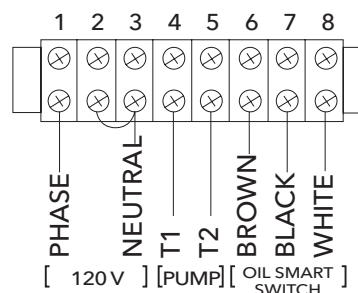 1 2 3 4 5 6 7 8
PHASE NEUTRAL T1 T2 BROWN BLACK WHITE
[ 120 V ] [PUMP] [ OIL SMART SWITCH ]